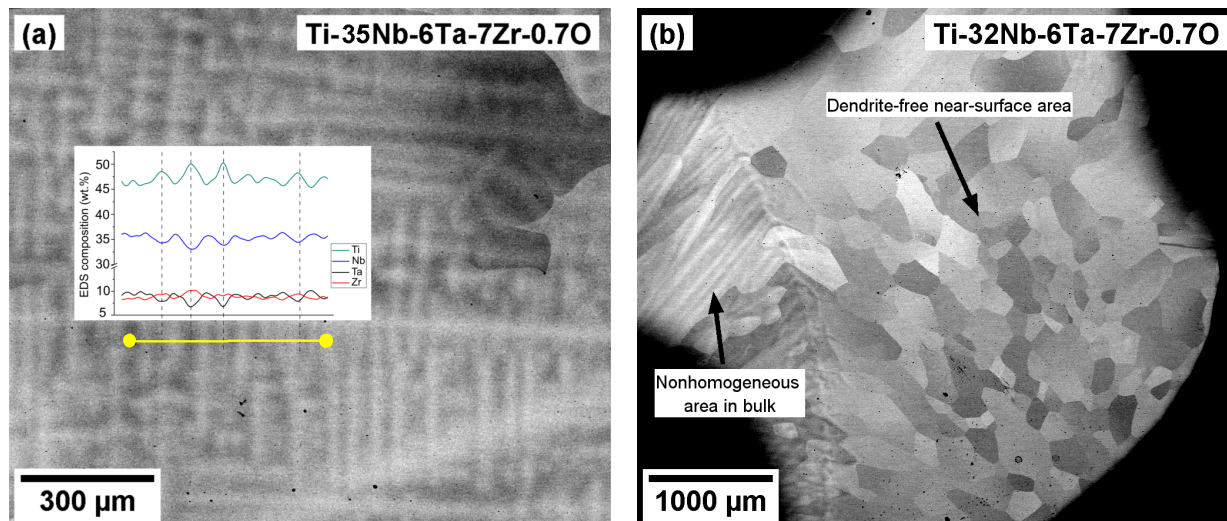 (a)
Ti-35Nb-6Ta-7Zr-0.7O
EDS composition (wt.%)
50
45
40
35
30
10
5
Ti
Nb
Ta
Zr
300 µm
(b)
Ti-32Nb-6Ta-7Zr-0.7O
Dendrite-free near-surface area
Nonhomogeneous
area in bulk
1000 µm